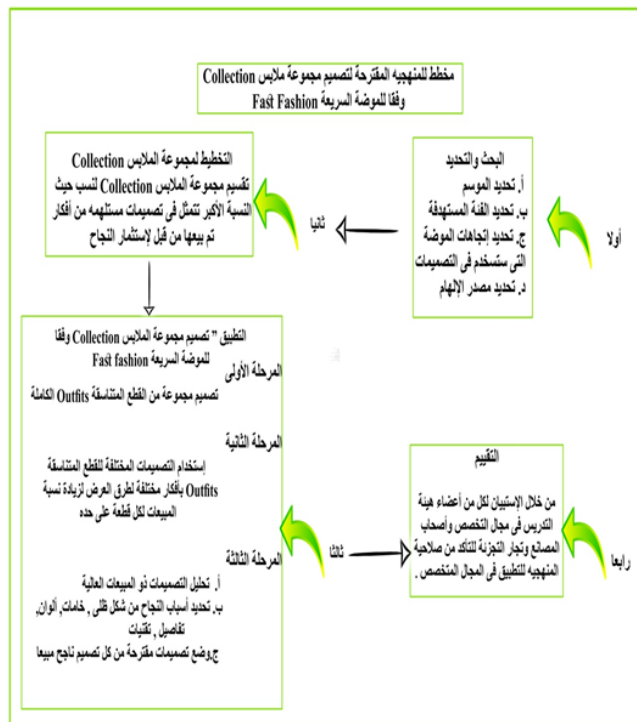 مخطط للمنهجيه المقترحة لتصميم مجموعة ملابس Collection
وفقا للموضة السريعة Fast Fashion
أولا
البحث والتحديد
أ. تحديد الموسم
ب. تحديد الفئة المستهدفة
ج. تحديد إتجاهات الموضة
التى ستسخدم فى التصميمات
د. تحديد مصدر الإلهام
ثانيا
التخطيط لمجموعة الملابس Collection
تقسيم مجموعة الملابس Collection لنسب حيث
النسبة الأكبر تتمثل فى تصميمات مستلهمه من أفكار
تم بيعها من قبل لإستثمار النجاح
ثالثا
التطبيق " تصميم مجموعة الملابس Collection وفقا
للموضة السريعة Fast fashion
المرحلة الأولى
تصميم مجموعة من القطع المتناسقة Outfits الكاملة
المرحلة الثانية
إستخدام التصميمات المختلفة للقطع المتناسقة
Outfits بأفكار مختلفة لطرق العرض لزيادة نسبة
المبيعات لكل قطعة على حده
المرحلة الثالثة
أ. تحليل التصميمات ذو المبيعات العالية
ب. تحديد أسباب النجاح من شكل ظلى , خامات, ألوان,
تفاصيل , تقنيات
ج.وضع تصميمات مقترحة من كل تصميم ناجح مبيعا
رابعا
التقييم
من خلال الإستبيان لكل من أعضاء هيئة
التدريس فى مجال التخصص وأصحاب
المصانع وتجار التجزئة للتأكد من صلاحية
المنهجيه للتطبيق فى المجال المتخصص .